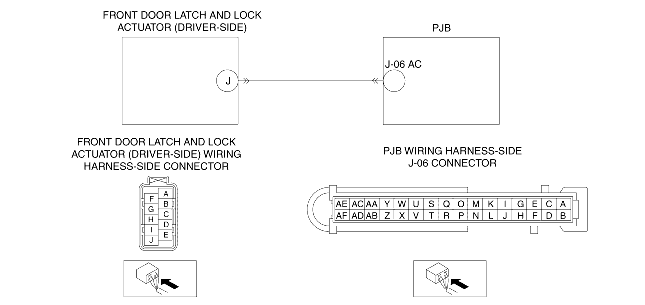 FRONT DOOR LATCH AND LOCK
ACTUATOR (DRIVER-SIDE)
PJB
J
J-06 AC
FRONT DOOR LATCH AND LOCK
ACTUATOR (DRIVER-SIDE) WIRING
HARNESS-SIDE CONNECTOR
PJB WIRING HARNESS-SIDE
J-06 CONNECTOR
A
F
B
G
C
H
D
I
E
J
AE AC AA Y W U S Q O M K I G E C A
AF AD AB Z X V T R P N L J H F D B